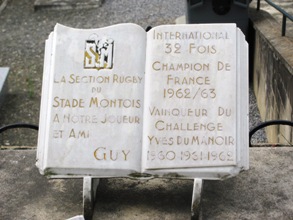 SM
La Section Rugby
du
Stade Montois
A notre Joueur
et Ami
Guy
International
32 Fois
Champion De
France
1962/63
Vainqueur Du
Challenge
Yves Du Manoir
1960 1961 1962